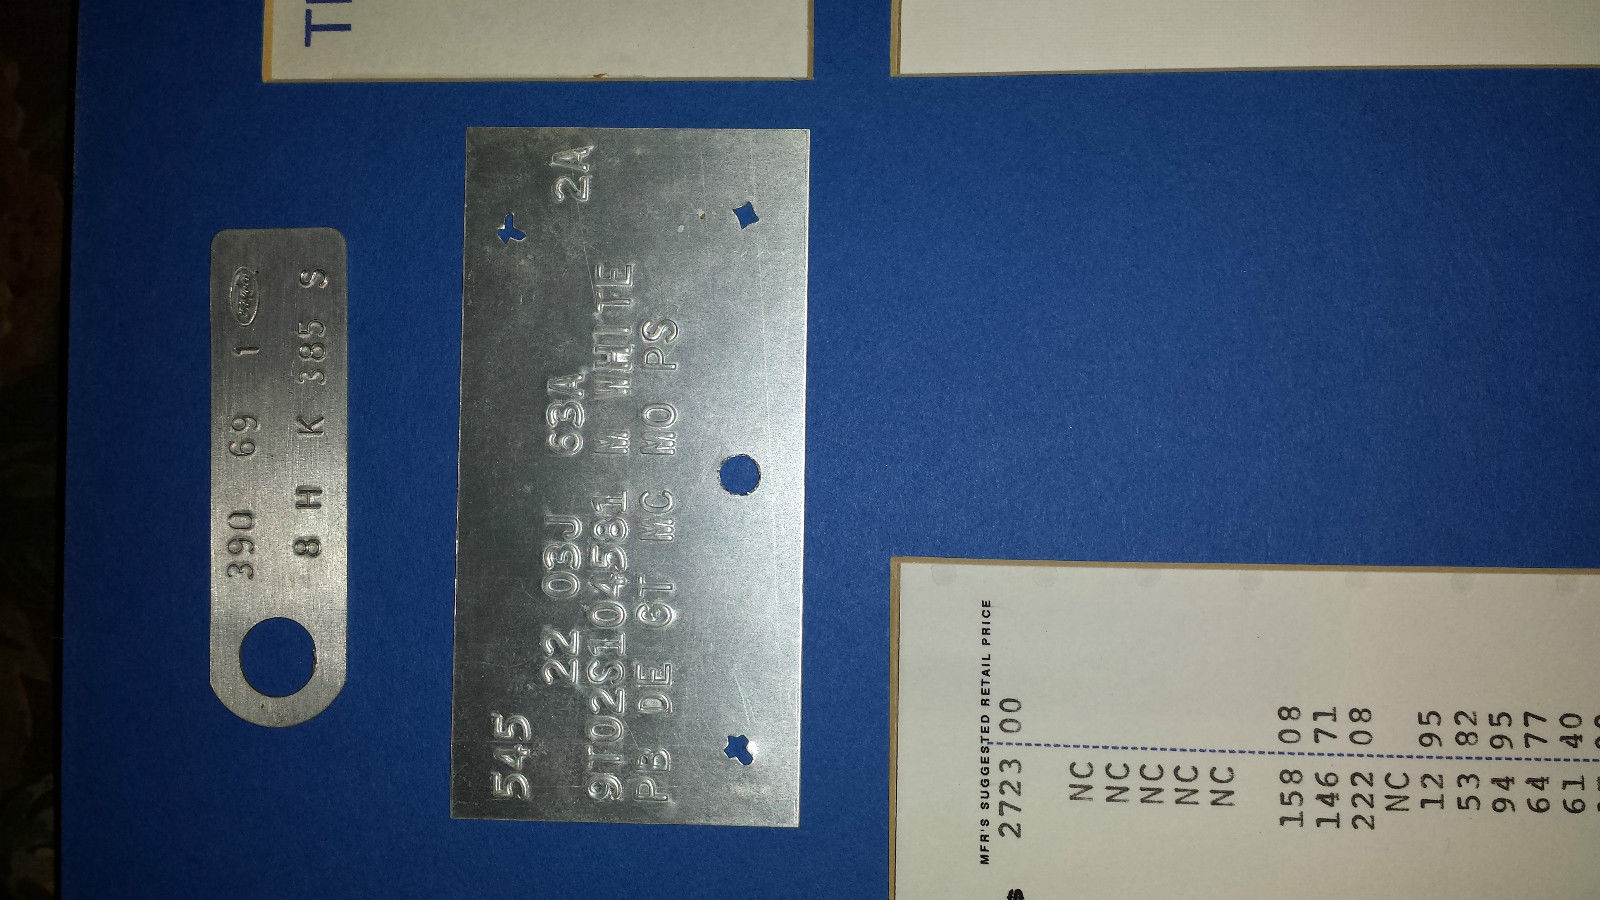 390 69 1 Ford
8 H K 385 S
545
22 03J 63A 2A
9T02S104581 M WHITE
PB DE GT MC MO PS
MFR'S SUGGESTED RETAIL PRICE
$ 2723 00
NC
NC
NC
NC
NC
158 08
146 71
222 08
NC
12 95
53 82
94 95
64 77
61 40